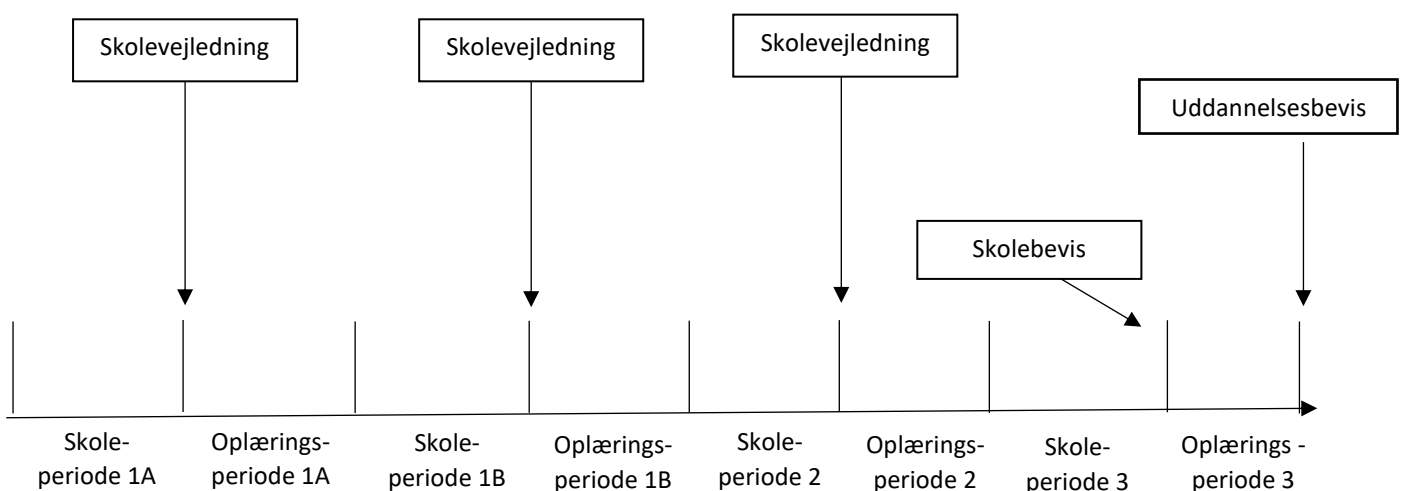 Skolevejledning
Skolevejledning
Skolevejledning
Uddannelsesbevis
Skolebevis
Skole-
periode 1A
Oplærings-
periode 1A
Skole-
periode 1B
Oplærings-
periode 1B
Skole-
periode 2
Oplærings-
periode 2
Skole-
periode 3
Oplærings -
periode 3